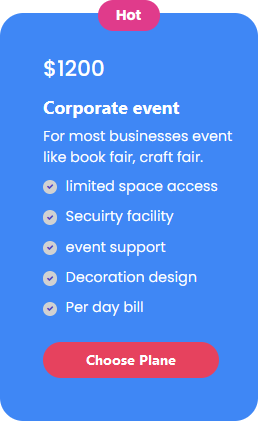 Hot
$1200
Corporate event
For most businesses event
like book fair, craft fair.
limited space access
Secuirty facility
event support
Decoration design
Per day bill
Choose Plane